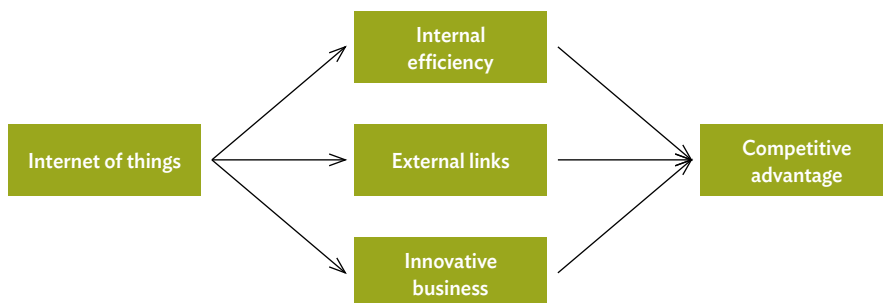 Internal
efficiency
Internet of things
External links
Competitive
advantage
Innovative
business